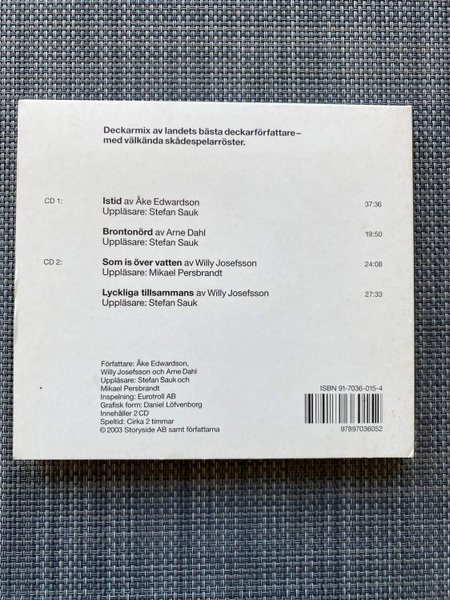 Deckarmix av landets bästa deckarförfattare–
med välkända skådespelarröster.
CD 1: Istid av Åke Edwardson 37:36
Uppläsare: Stefan Sauk
Brontonörd av Arne Dahl 19:50
Uppläsare: Stefan Sauk
CD 2: Som is över vatten av Willy Josefsson 24:08
Uppläsare: Mikael Persbrandt
Lyckliga tillsammans av Willy Josefsson 27:33
Uppläsare: Stefan Sauk
Författare: Åke Edwardson,
Willy Josefsson och Arne Dahl
Uppläsare: Stefan Sauk och
Mikael Persbrandt
Inspelning: Eurotroll AB
Grafisk form: Daniel Löfvenborg
Innehåller 2 CD
Speltid: Cirka 2 timmar
© 2003 Storyside AB samt författarna
ISBN 91-7036-015-4
97897036052